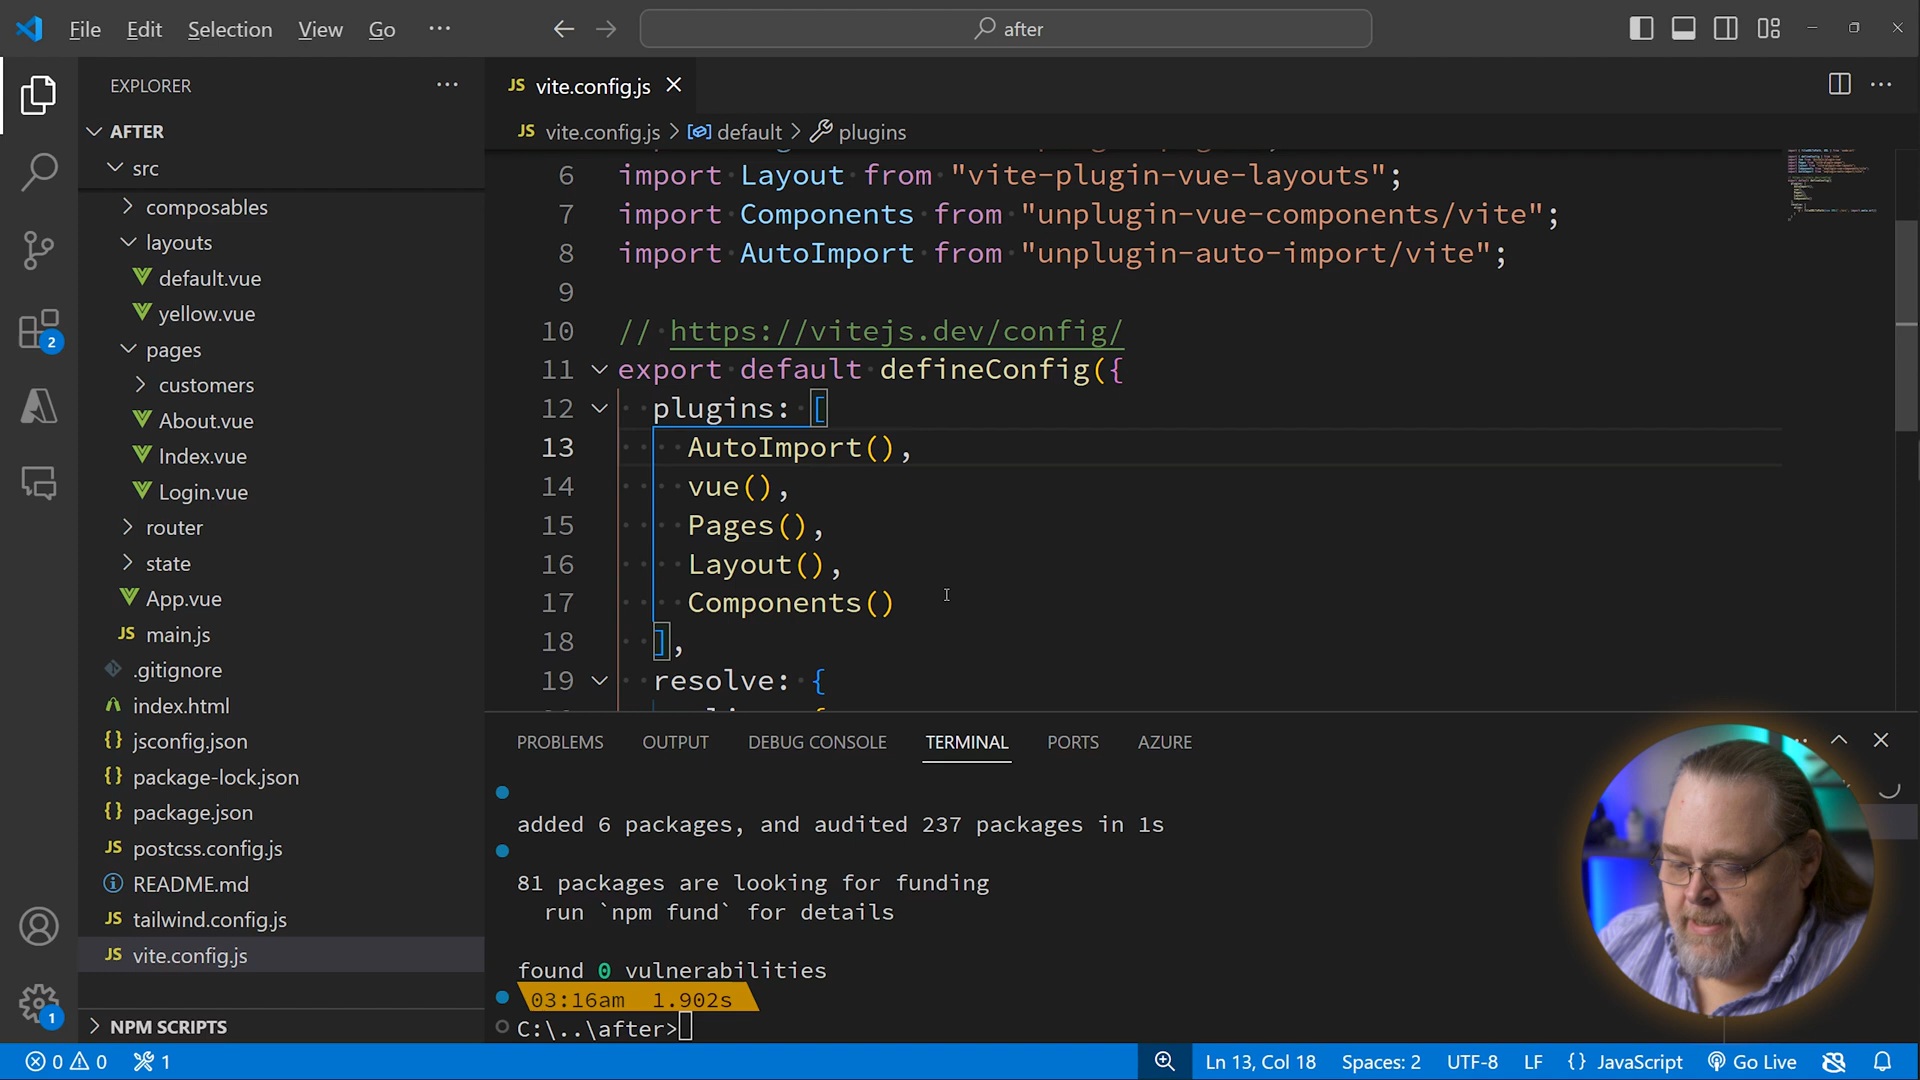 File Edit Selection View Go ··· after
EXPLORER ···
AFTER
src
composables
layouts
default.vue
yellow.vue
pages
customers
About.vue
Index.vue
Login.vue
router
state
App.vue
JS main.js
.gitignore
index.html
{} jsconfig.json
{} package-lock.json
{} package.json
JS postcss.config.js
README.md
JS tailwind.config.js
JS vite.config.js
NPM SCRIPTS
2
1
JS vite.config.js
JS vite.config.js > default > plugins
6 import Layout from "vite-plugin-vue-layouts";
7 import Components from "unplugin-vue-components/vite";
8 import AutoImport from "unplugin-auto-import/vite";
9
10 // https://vitejs.dev/config/
11 export default defineConfig({
12 plugins: [
13 AutoImport(),
14 vue(),
15 Pages(),
16 Layout(),
17 Components()
18 ],
19 resolve: {
PROBLEMS OUTPUT DEBUG CONSOLE TERMINAL PORTS AZURE
added 6 packages, and audited 237 packages in 1s
81 packages are looking for funding
run `npm fund` for details
found 0 vulnerabilities
03:16am 1.902s
C:\..\after>
0 0 1 Ln 13, Col 18 Spaces: 2 UTF-8 LF {} JavaScript Go Live